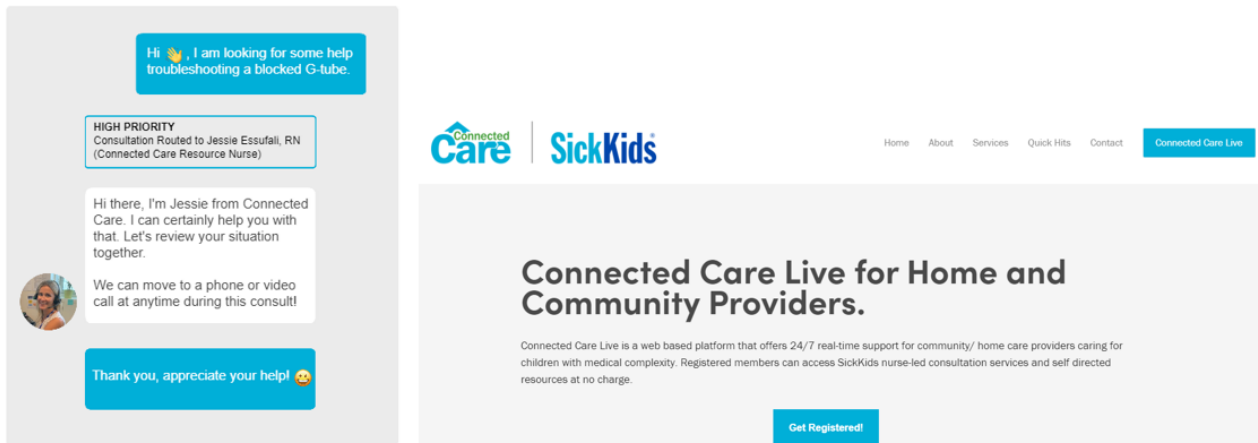 Hi 👋 , I am looking for some help
troubleshooting a blocked G-tube.
HIGH PRIORITY
Consultation Routed to Jessie Essufali, RN
(Connected Care Resource Nurse)
Hi there, I'm Jessie from Connected
Care. I can certainly help you with
that. Let's review your situation
together.
We can move to a phone or video
call at anytime during this consult!
Thank you, appreciate your help! 😀
Connected
Care
SickKids®
Home About Services Quick Hits Contact Connected Care Live
Connected Care Live for Home and
Community Providers.
Connected Care Live is a web based platform that offers 24/7 real-time support for community/ home care providers caring for
children with medical complexity. Registered members can access SickKids nurse-led consultation services and self directed
resources at no charge.
Get Registered!